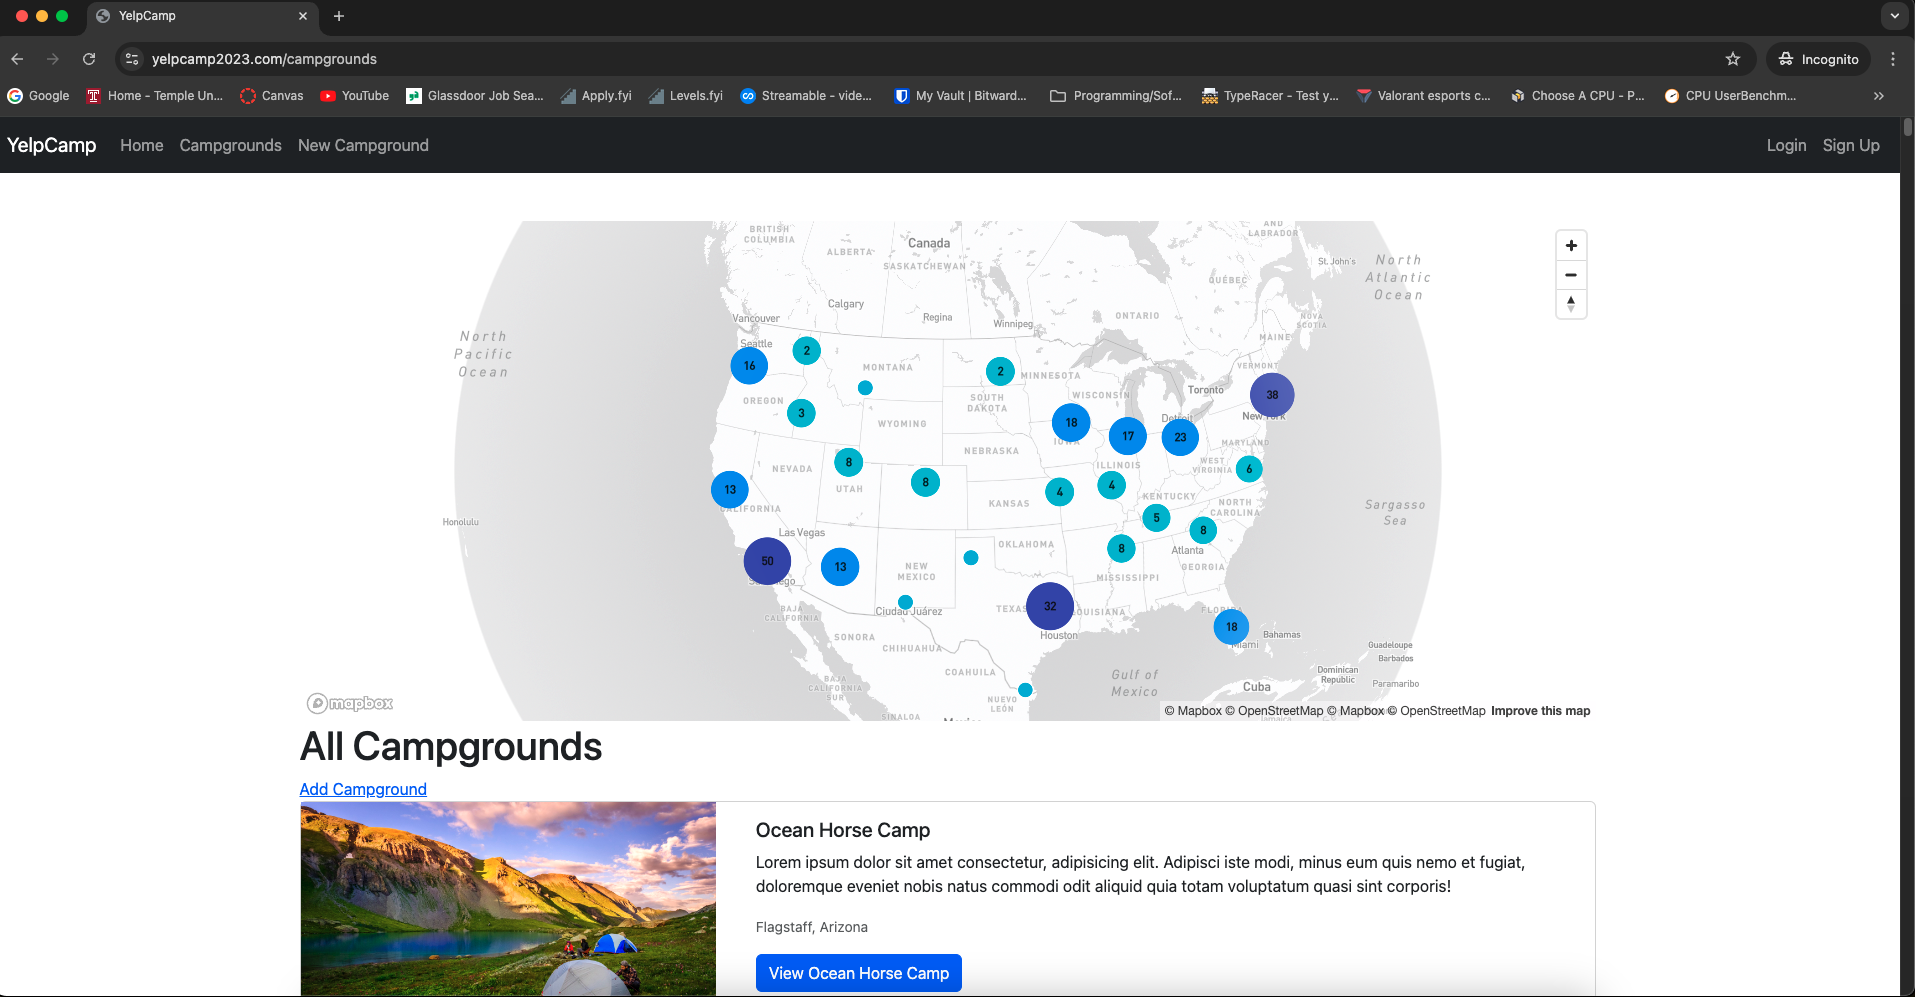 YelpCamp
yelpcamp2023.com/campgrounds
Incognito
Google
Home - Temple Un...
Canvas
YouTube
Glassdoor Job Sea...
Apply.fyi
Levels.fyi
Streamable - vide...
My Vault | Bitward...
Programming/Sof...
TypeRacer - Test y...
Valorant esports c...
Choose A CPU - P...
CPU UserBenchm...
YelpCamp
Home
Campgrounds
New Campground
Login
Sign Up
BRITISH
COLUMBIA
ALBERTA
Canada
SASKATCHEWAN
AND
LABRADOR
St. John's
North
Atlantic
Ocean
QUÉBEC
Calgary
Vancouver
Regina
Winnipeg
ONTARIO
NOVA
SCOTIA
MAINE
North
Pacific
Ocean
Seattle
16
2
MONTANA
2
MINNESOTA
VERMONT
Toronto
38
New York
OREGON
3
WYOMING
SOUTH
DAKOTA
WISCONSIN
Detroit
18
IOWA
17
23
MARYLAND
NEBRASKA
NEVADA
8
UTAH
8
ILLINOIS
WEST
VIRGINIA
6
13
CALIFORNIA
KANSAS
4
4
KENTUCKY
NORTH
CAROLINA
Sargasso
Sea
Honolulu
Las Vegas
5
8
OKLAHOMA
8
Atlanta
50
13
NEW
MEXICO
GEORGIA
MISSISSIPPI
BAJA
CALIFORNIA
Ciudad Juárez
TEXAS
32
LOUISIANA
Houston
FLORIDA
18
Miami
Bahamas
SONORA
CHIHUAHUA
Guadeloupe
Barbados
COAHUILA
Gulf of
Mexico
Dominican
Republic
Paramaribo
BAJA
CALIFORNIA
SUR
NUEVO
LEÓN
Cuba
SINALOA
mapbox
© Mapbox © OpenStreetMap © Mapbox © OpenStreetMap Improve this map
All Campgrounds
Add Campground
Ocean Horse Camp
Lorem ipsum dolor sit amet consectetur, adipisicing elit. Adipisci iste modi, minus eum quis nemo et fugiat,
doloremque eveniet nobis natus commodi odit aliquid quia totam voluptatum quasi sint corporis!
Flagstaff, Arizona
View Ocean Horse Camp